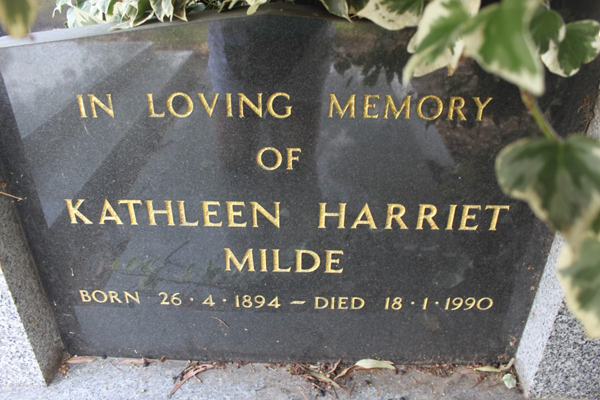 IN LOVING MEMORY
OF
KATHLEEN HARRIET
MILDE
BORN 26·4·1894 – DIED 18·1·1990